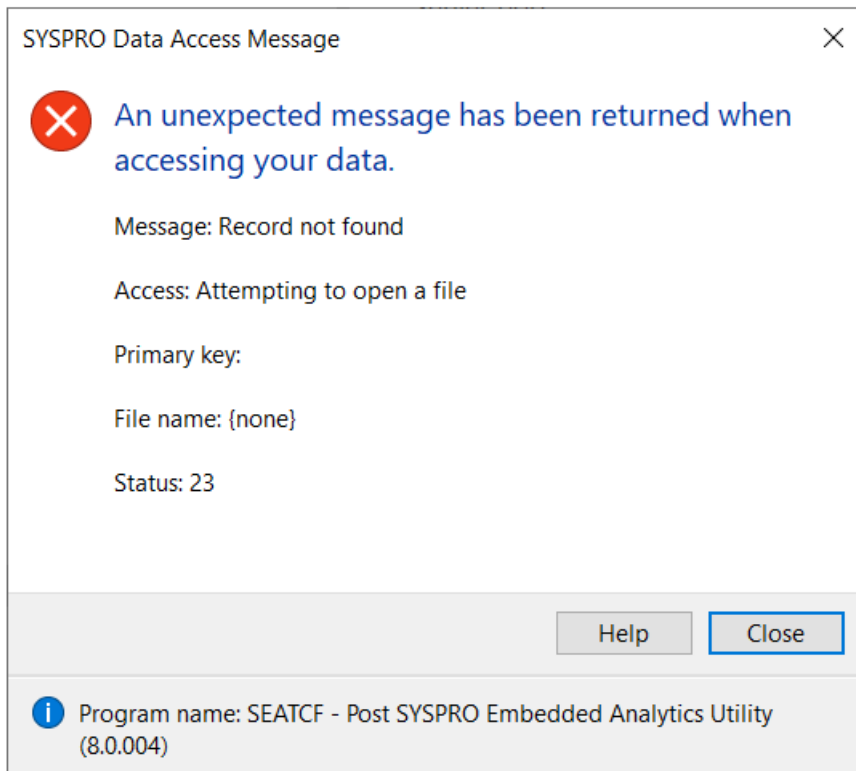 SYSPRO Data Access Message
An unexpected message has been returned when
accessing your data.
Message: Record not found
Access: Attempting to open a file
Primary key:
File name: {none}
Status: 23
Help
Close
Program name: SEATCF - Post SYSPRO Embedded Analytics Utility
(8.0.004)